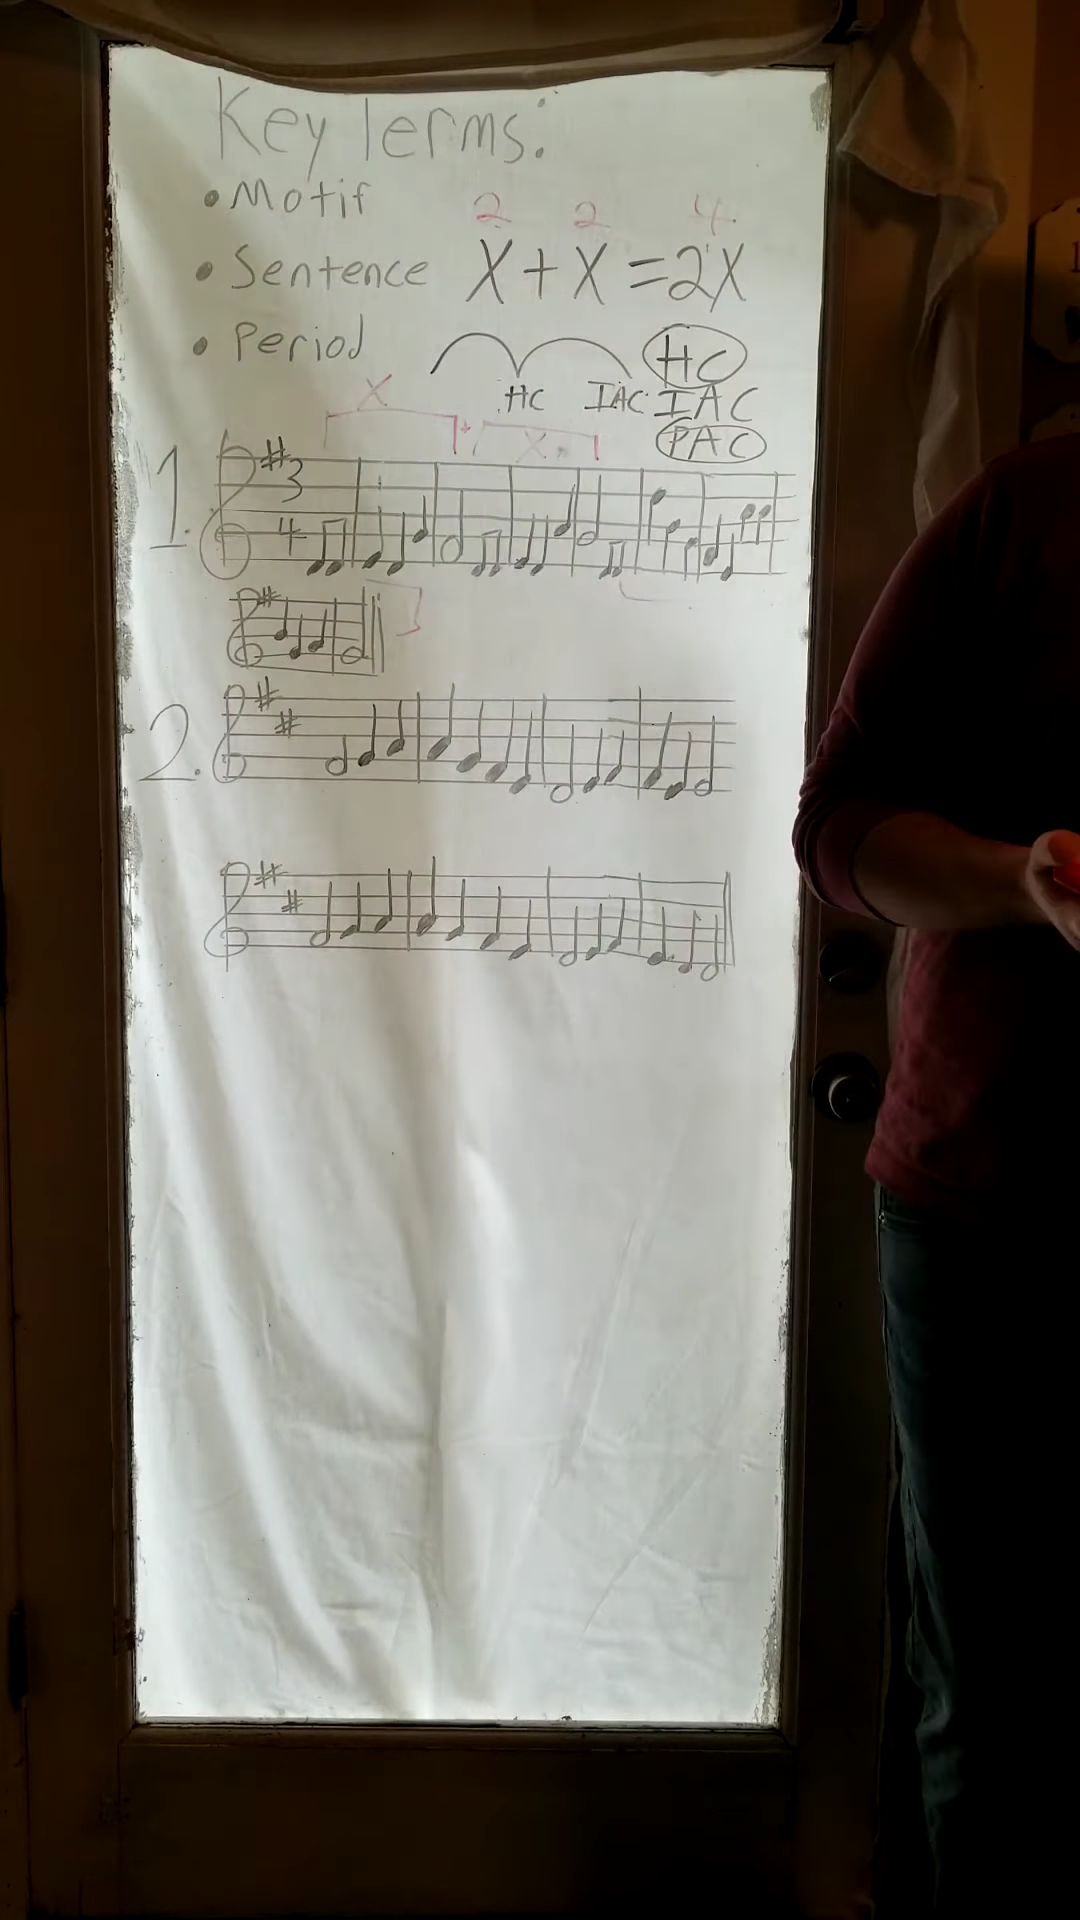 Key Terms:
• Motif
2 2 4
• Sentence X + X = 2X
• Period HC
HC IAC IAC
PAC
X + X
1. # 3 4
#
2. # #
# #